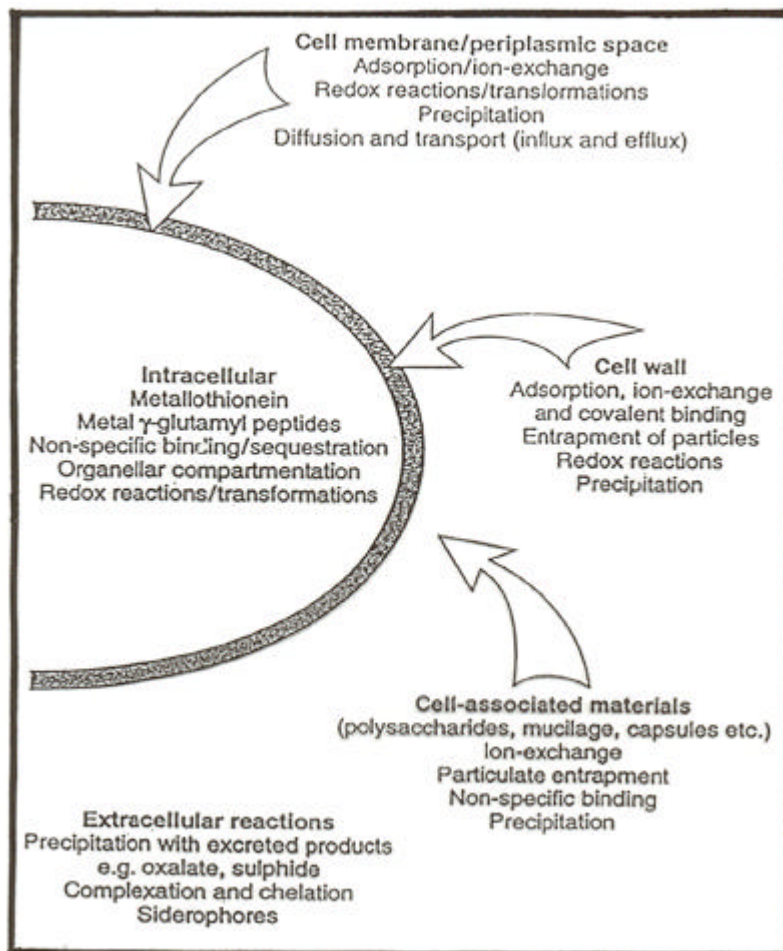 Cell membrane/periplasmic space
Adsorption/ion-exchange
Redox reactions/transformations
Precipitation
Diffusion and transport (influx and efflux)
Intracellular
Metallothionein
Metal γ-glutamyl peptides
Non-specific binding/sequestration
Organellar compartmentation
Redox reactions/transformations
Cell wall
Adsorption, ion-exchange
and covalent binding
Entrapment of particles
Redox reactions
Precipitation
Cell-associated materials
(polysaccharides, mucilage, capsules etc.)
Ion-exchange
Particulate entrapment
Non-specific binding
Precipitation
Extracellular reactions
Precipitation with excreted products
e.g. oxalate, sulphide
Complexation and chelation
Siderophores